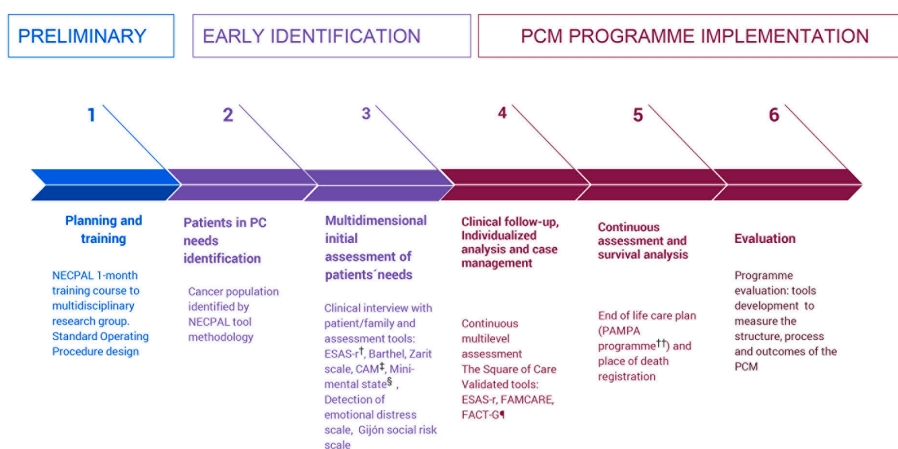 PRELIMINARY
EARLY IDENTIFICATION
PCM PROGRAMME IMPLEMENTATION
1
2
3
4
5
6
Planning and
training
NECPAL 1-month
training course to
multidisciplinary
research group.
Standard Operating
Procedure design
Patients in PC
needs
identification
Cancer population
identified by
NECPAL tool
methodology
Multidimensional
initial
assessment of
patients´needs
Clinical interview with
patient/family and
assessment tools:
ESAS-r†, Barthel, Zarit
scale, CAM‡, Mini-
mental state§ ,
Detection of
emotional distress
scale, Gijón social risk
scale
Clinical follow-up,
Individualized
analysis and case
management
Continuous
multilevel
assessment
The Square of Care
Validated tools:
ESAS-r, FAMCARE,
FACT-G¶
Continuous
assessment and
survival analysis
End of life care plan
(PAMPA
programme††) and
place of death
registration
Evaluation
Programme
evaluation: tools
development to
measure the
structure, process
and outcomes of the
PCM